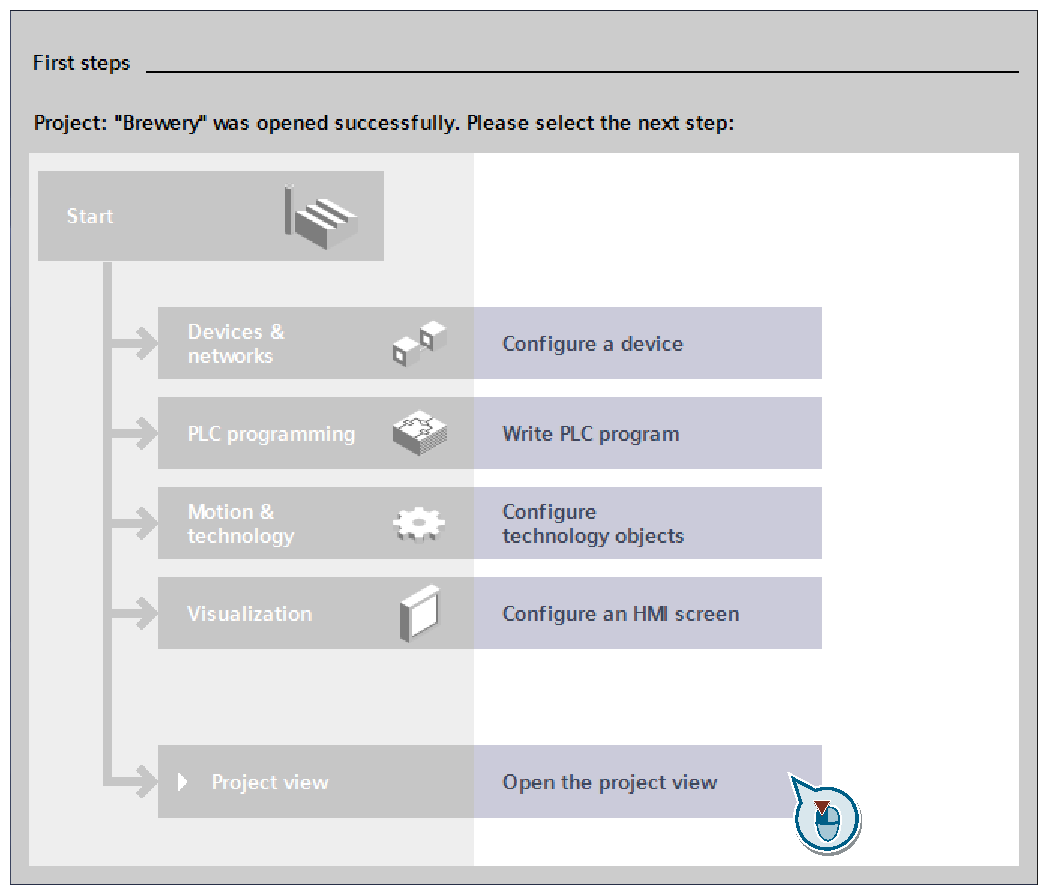 First steps
Project: "Brewery" was opened successfully. Please select the next step:
Start
Devices &
networks
Configure a device
PLC programming
Write PLC program
Motion &
technology
Configure
technology objects
Visualization
Configure an HMI screen
Project view
Open the project view